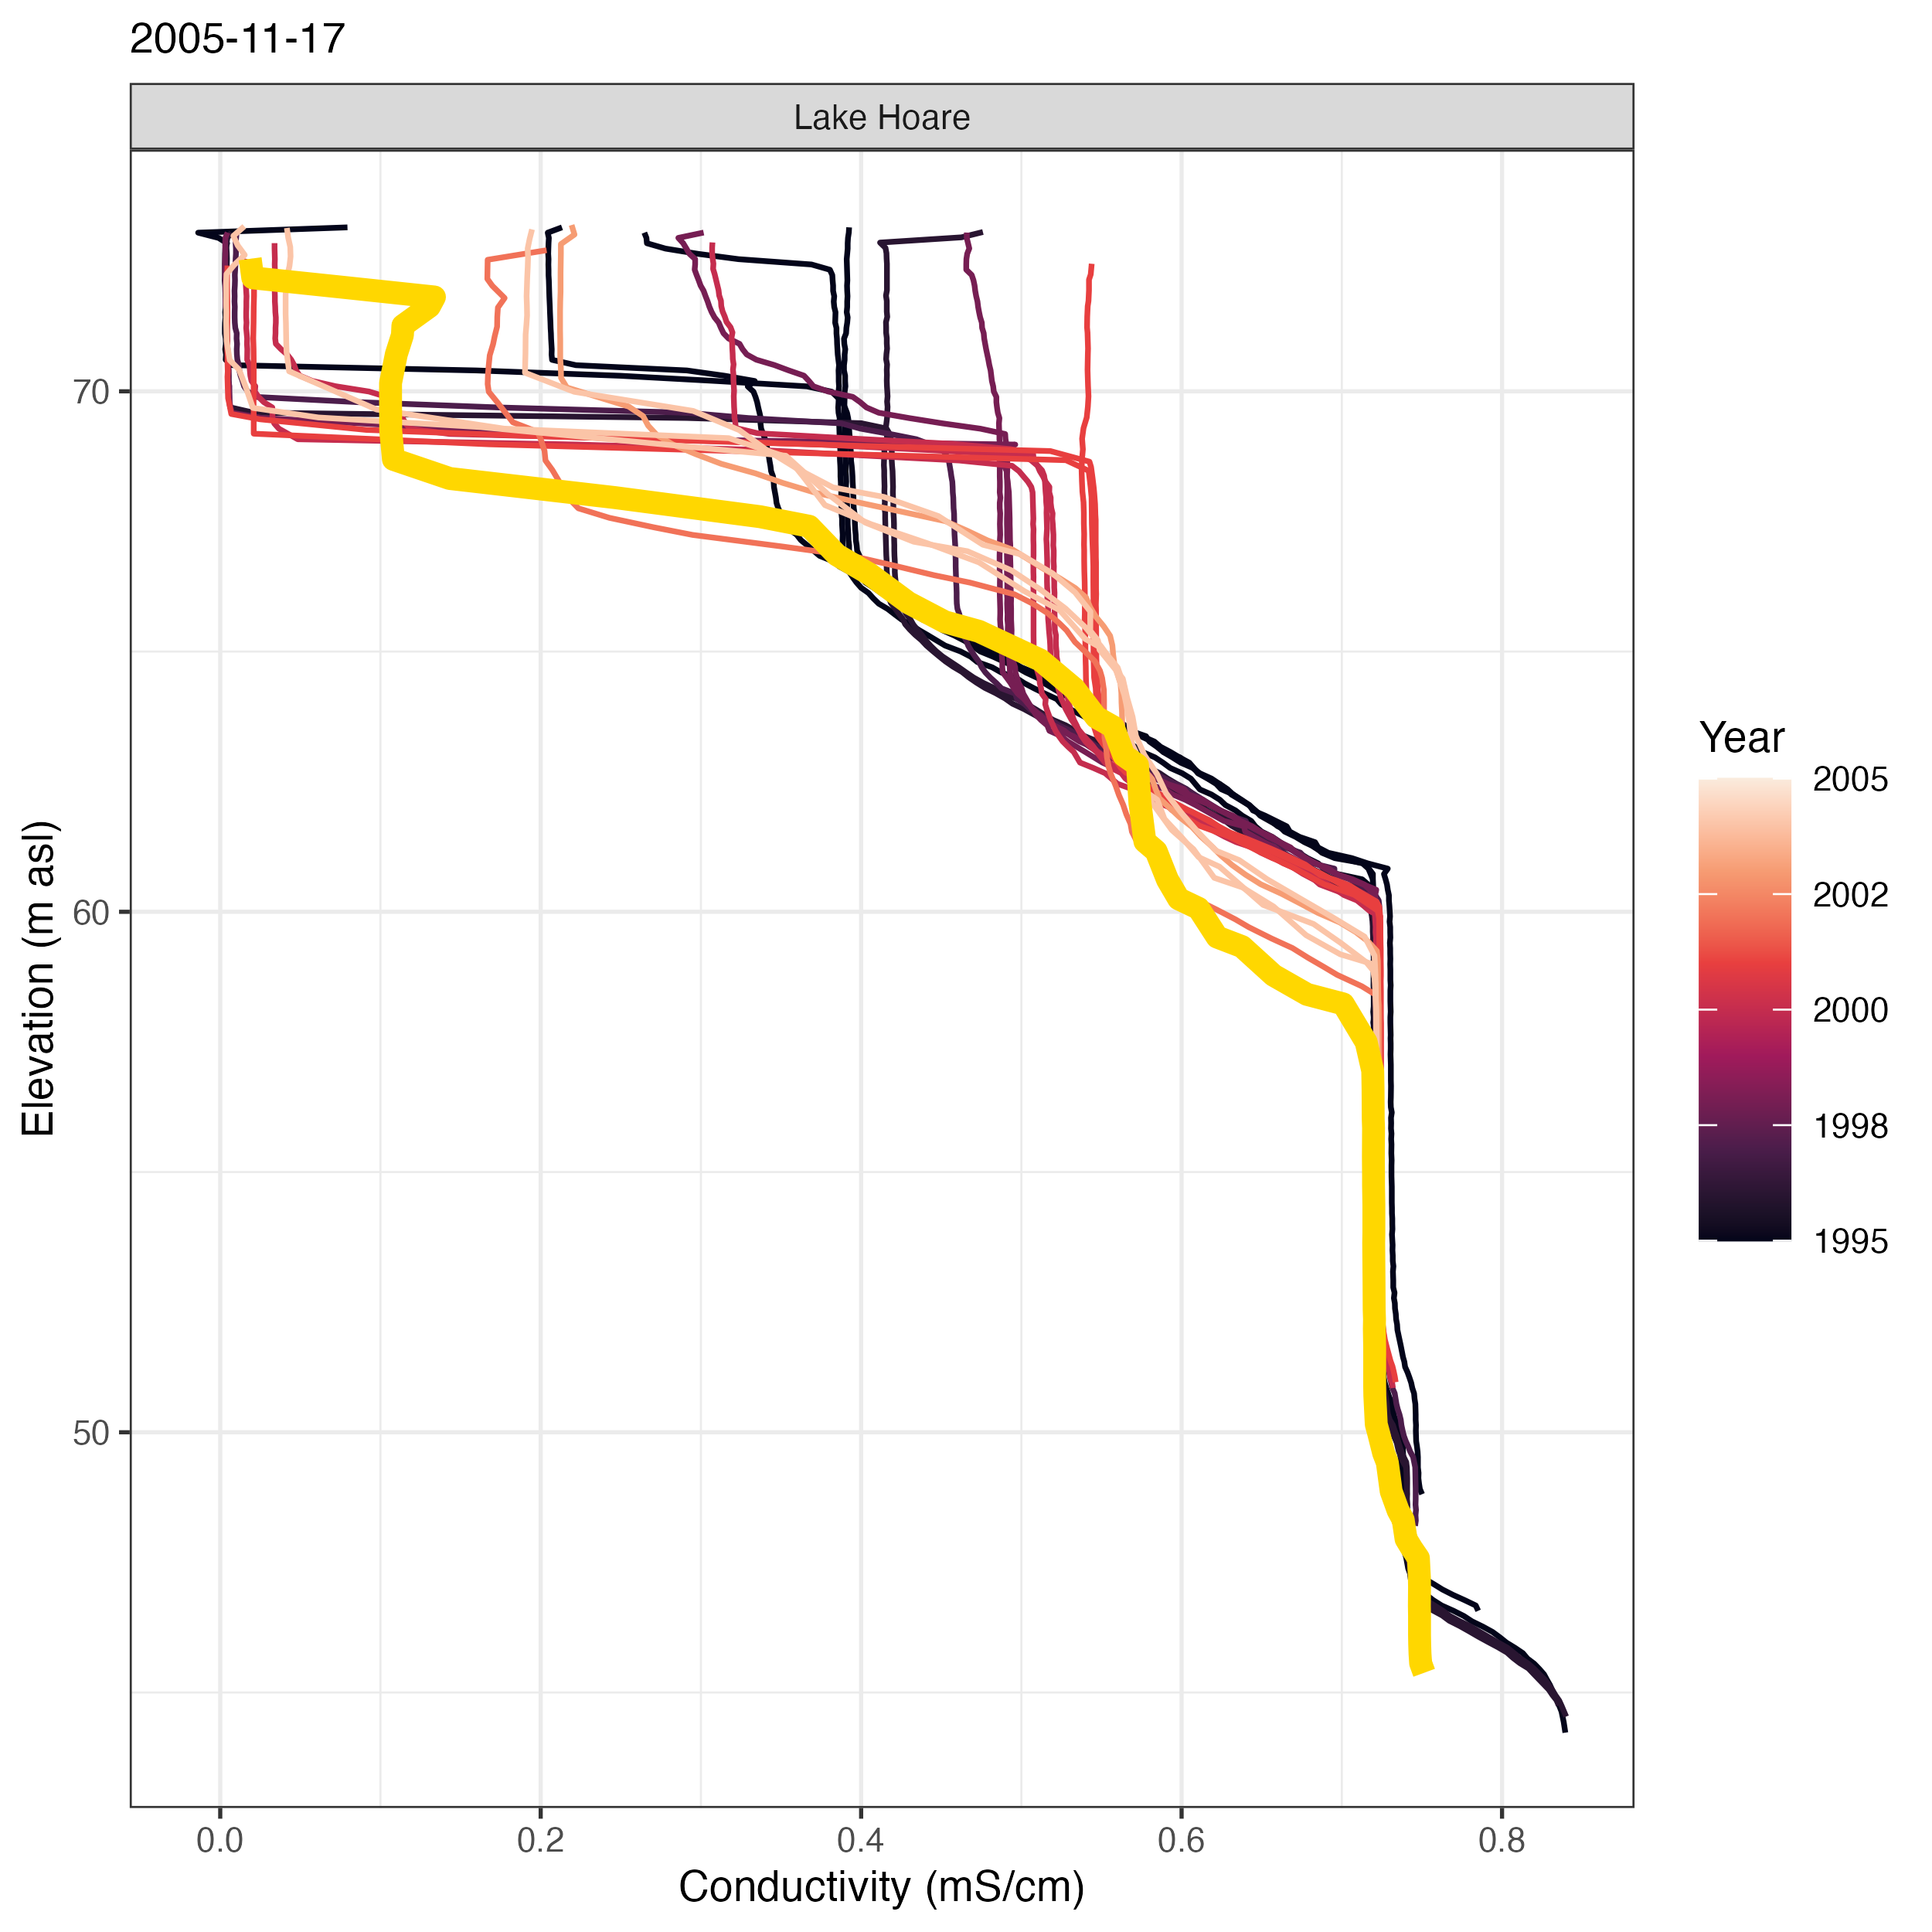 2005-11-17
Lake Hoare
70
60
50
Elevation (m asl)
0.0 0.2 0.4 0.6 0.8
Conductivity (mS/cm)
Year
2005
2002
2000
1998
1995